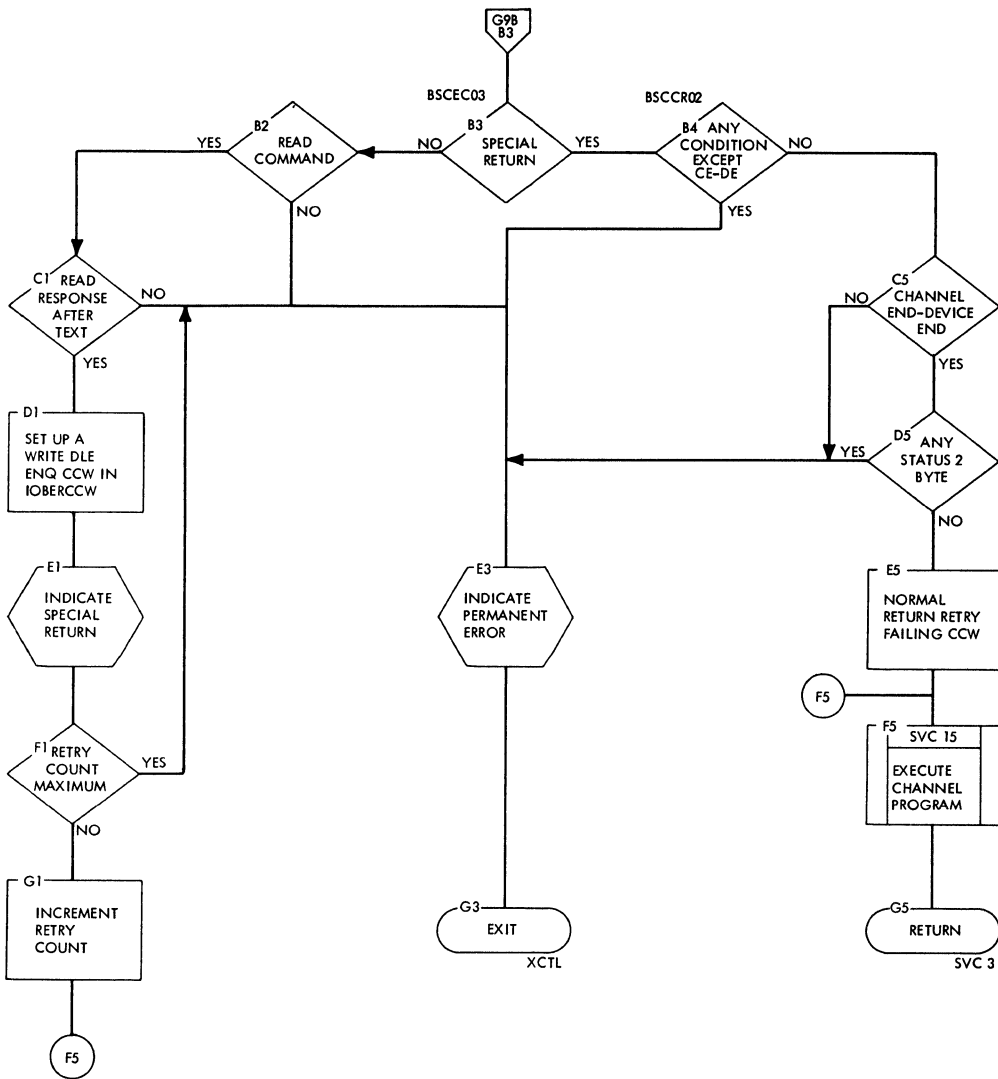 G9B
B3
BSCEC03
BSCCR02
B2
READ
COMMAND
YES
NO
B3
SPECIAL
RETURN
NO
YES
B4 ANY
CONDITION
EXCEPT
CE-DE
NO
YES
C1 READ
RESPONSE
AFTER
TEXT
NO
YES
C5
CHANNEL
END-DEVICE
END
NO
YES
D1
SET UP A
WRITE DLE
ENQ CCW IN
IOBERCCW
D5
ANY
STATUS 2
BYTE
YES
NO
E1
INDICATE
SPECIAL
RETURN
E3
INDICATE
PERMANENT
ERROR
E5
NORMAL
RETURN RETRY
FAILING CCW
F5
F1
RETRY
COUNT
MAXIMUM
YES
NO
F5
SVC 15
EXECUTE
CHANNEL
PROGRAM
G1
INCREMENT
RETRY
COUNT
G3
EXIT
XCTL
G5
RETURN
SVC 3
F5